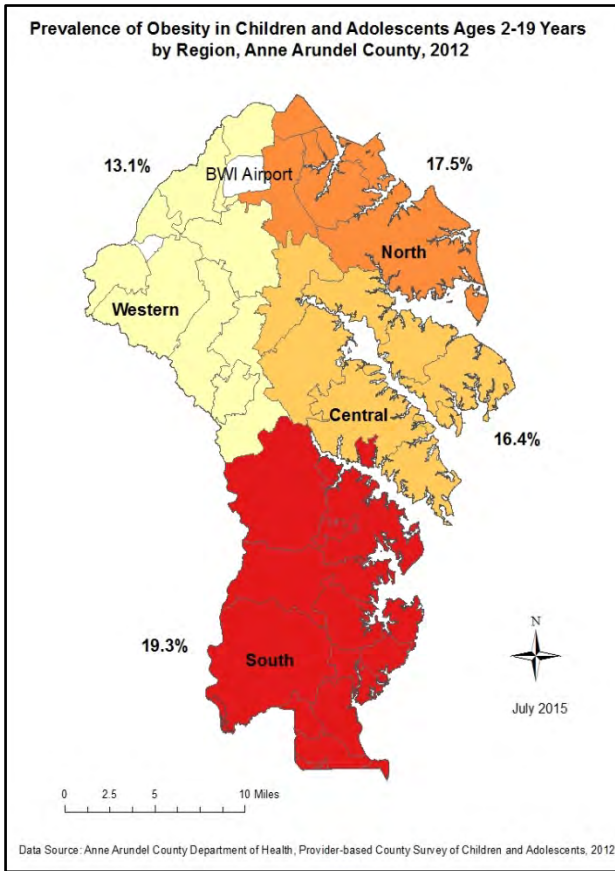 Prevalence of Obesity in Children and Adolescents Ages 2-19 Years
by Region, Anne Arundel County, 2012
13.1%
BWI Airport
17.5%
North
Western
Central
16.4%
19.3%
South
N
July 2015
0 2.5 5 10 Miles
Data Source: Anne Arundel County Department of Health, Provider-based County Survey of Children and Adolescents, 2012